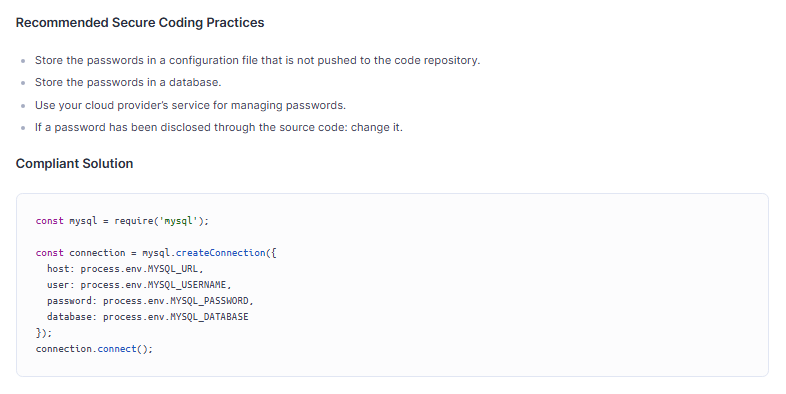 Recommended Secure Coding Practices
Store the passwords in a configuration file that is not pushed to the code repository.
Store the passwords in a database.
Use your cloud provider’s service for managing passwords.
If a password has been disclosed through the source code: change it.
Compliant Solution
const mysql = require('mysql');
const connection = mysql.createConnection({
  host: process.env.MYSQL_URL,
  user: process.env.MYSQL_USERNAME,
  password: process.env.MYSQL_PASSWORD,
  database: process.env.MYSQL_DATABASE
});
connection.connect();